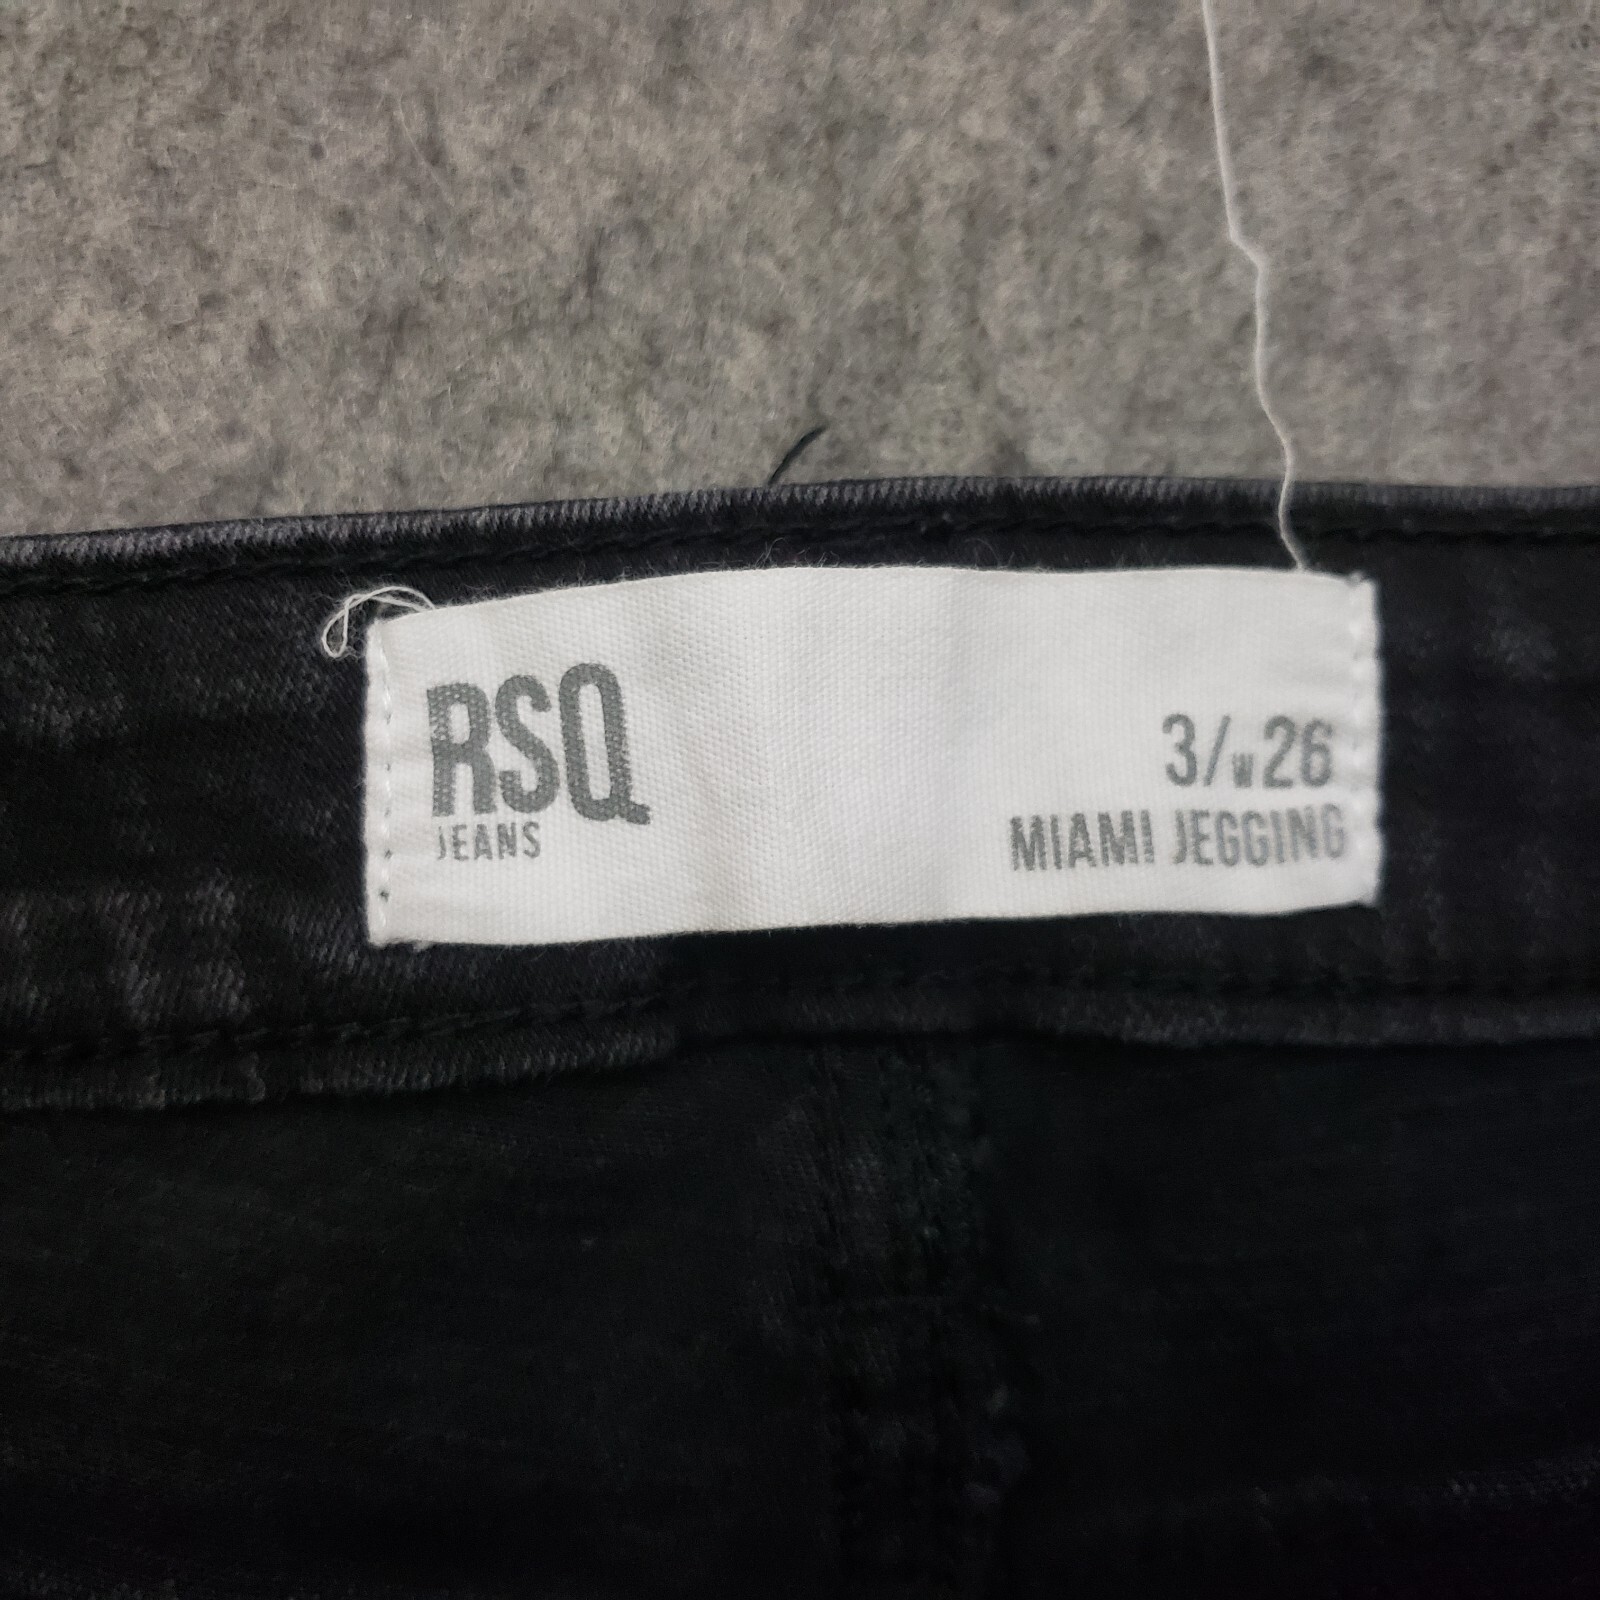 RSQ
JEANS
3/W26
MIAMI JEGGING